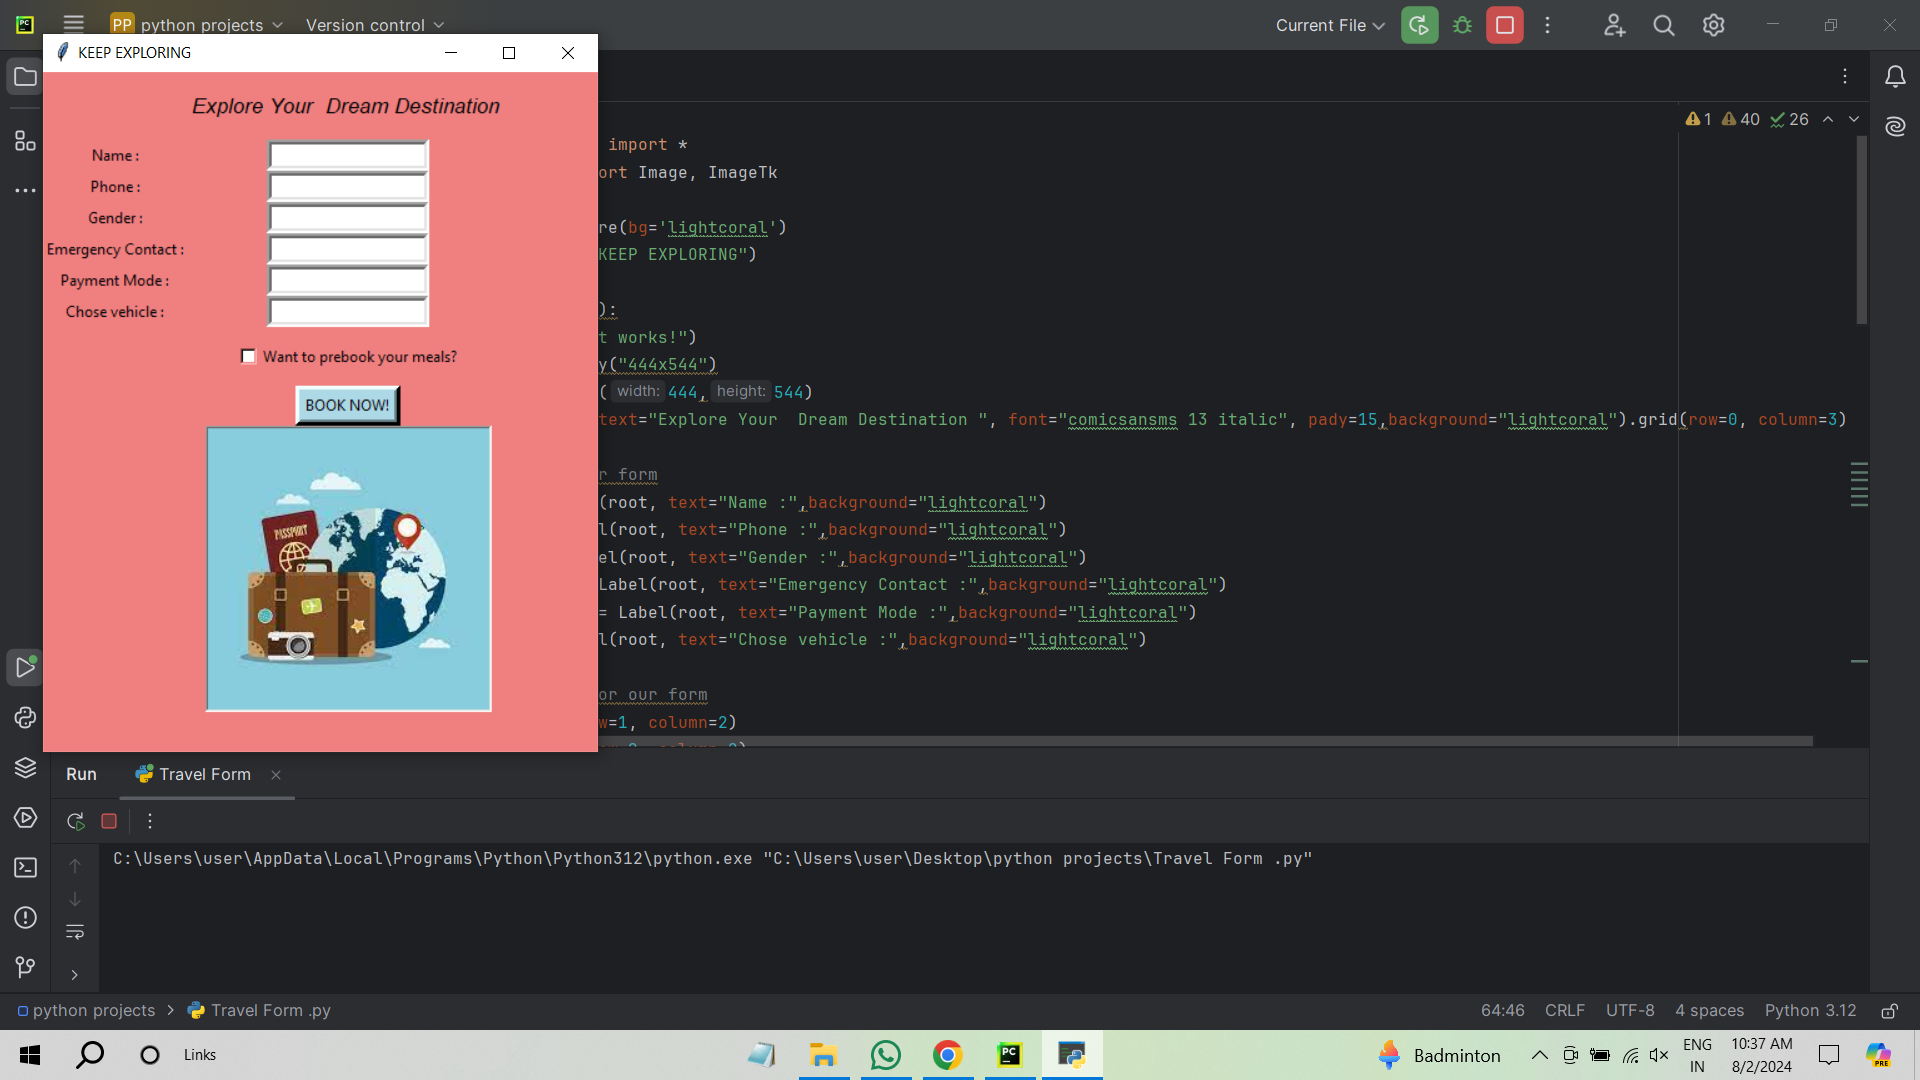 PC
PP python projects
Version control
Current File
KEEP EXPLORING
Explore Your  Dream Destination
Name :
Phone :
Gender :
Emergency Contact :
Payment Mode :
Chose vehicle :
Want to prebook your meals?
BOOK NOW!
PASSPORT
1 40 26
import *
ort Image, ImageTk
re(bg='lightcoral')
KEEP EXPLORING")
):
t works!")
y("444x544")
( width: 444, height: 544)
text="Explore Your  Dream Destination ", font="comicsansms 13 italic", pady=15,background="lightcoral").grid(row=0, column=3)
r form
(root, text="Name :",background="lightcoral")
l(root, text="Phone :",background="lightcoral")
el(root, text="Gender :",background="lightcoral")
Label(root, text="Emergency Contact :",background="lightcoral")
= Label(root, text="Payment Mode :",background="lightcoral")
l(root, text="Chose vehicle :",background="lightcoral")
or our form
w=1, column=2)
Run
Travel Form
C:\Users\user\AppData\Local\Programs\Python\Python312\python.exe "C:\Users\user\Desktop\python projects\Travel Form .py"
python projects > Travel Form .py
64:46 CRLF UTF-8 4 spaces Python 3.12
Links
PC
Badminton
ENG
IN
10:37 AM
8/2/2024
PRE